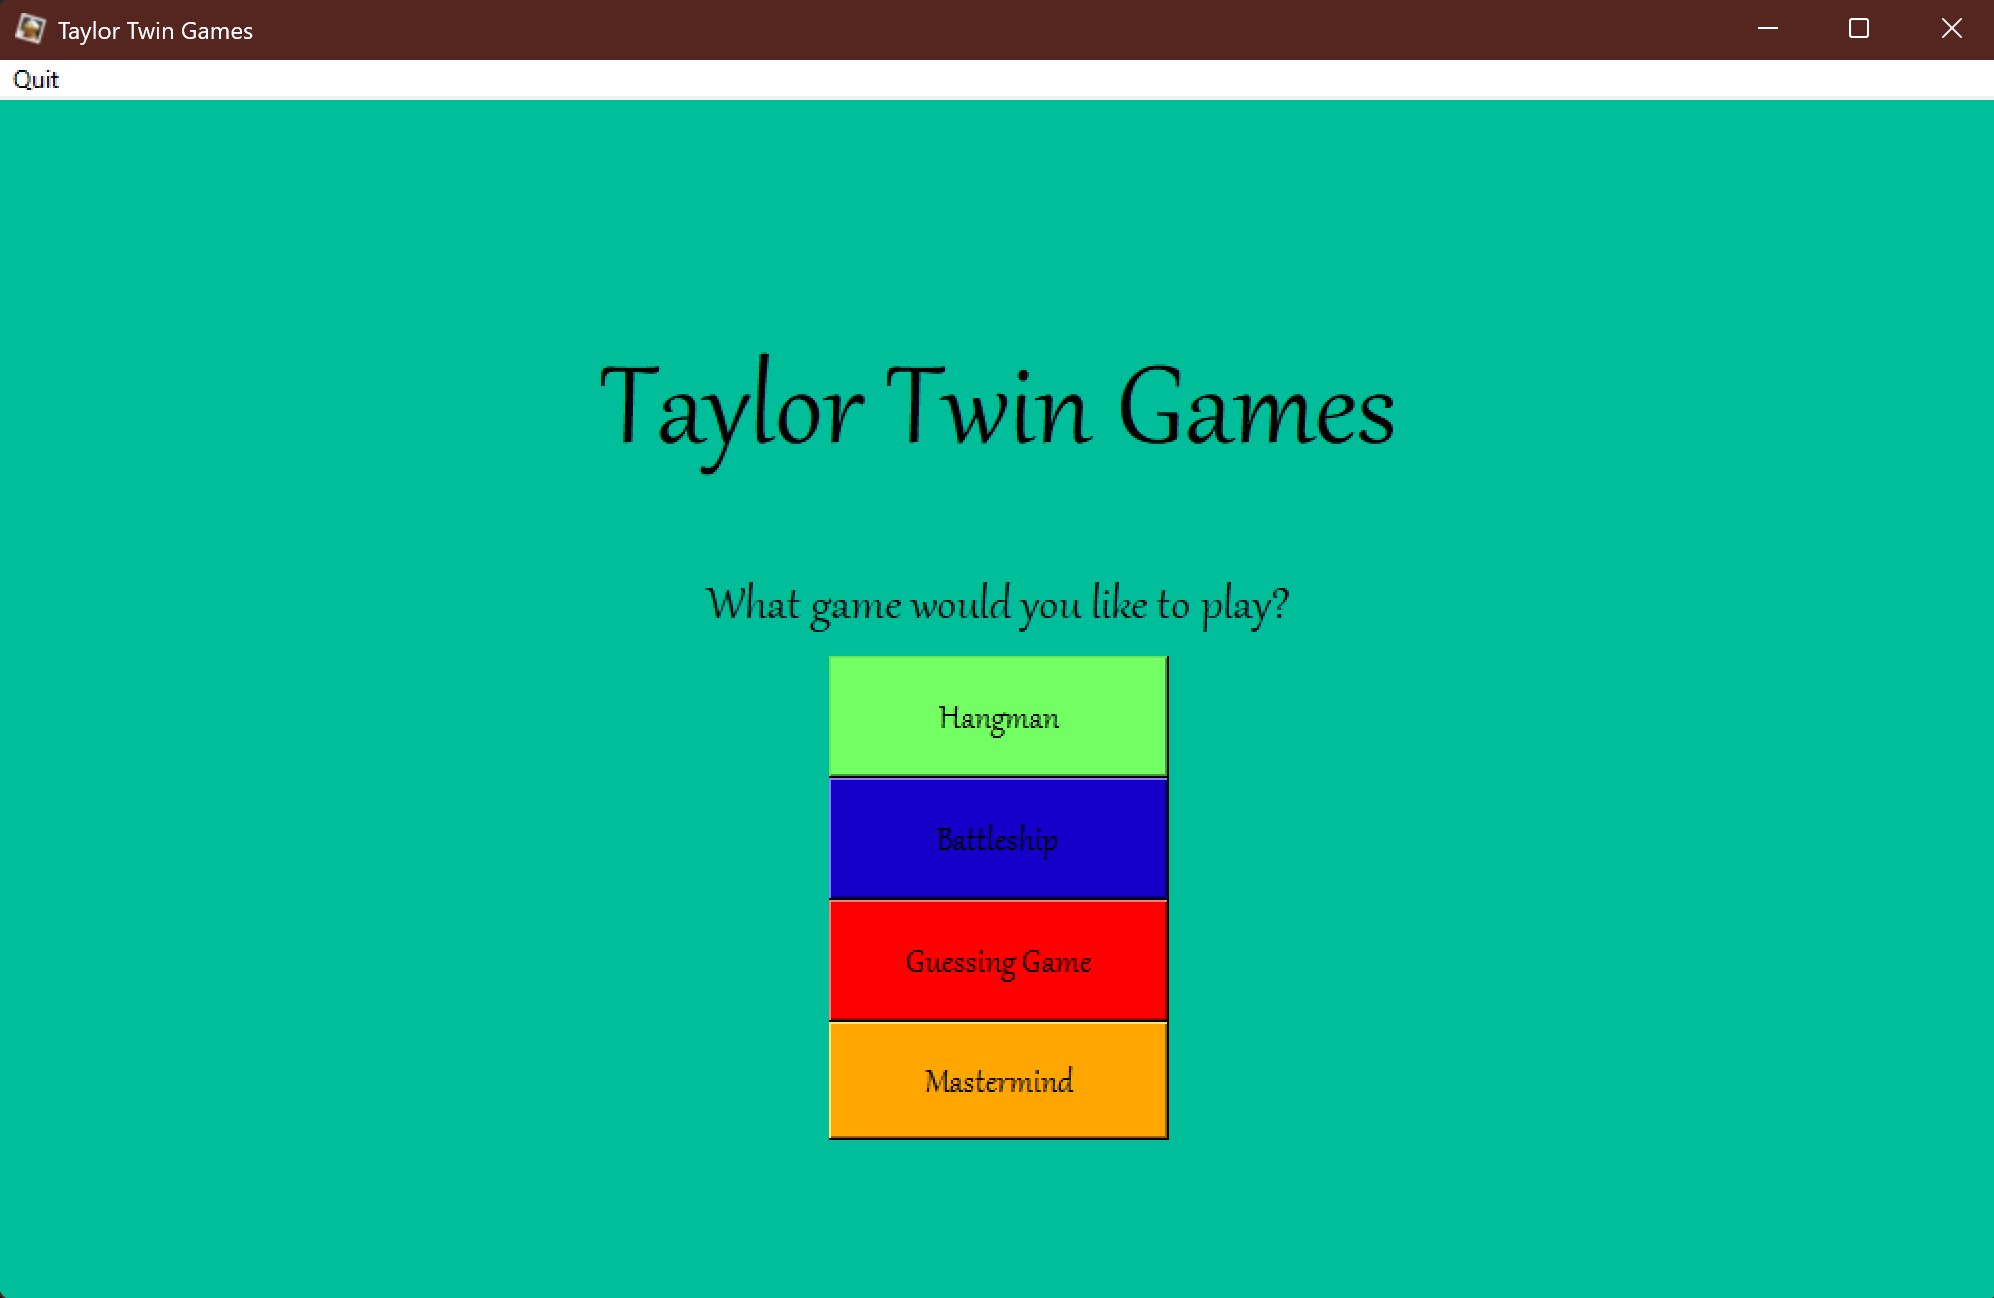 Taylor Twin Games
Quit
Taylor Twin Games
What game would you like to play?
Hangman
Battleship
Guessing Game
Mastermind